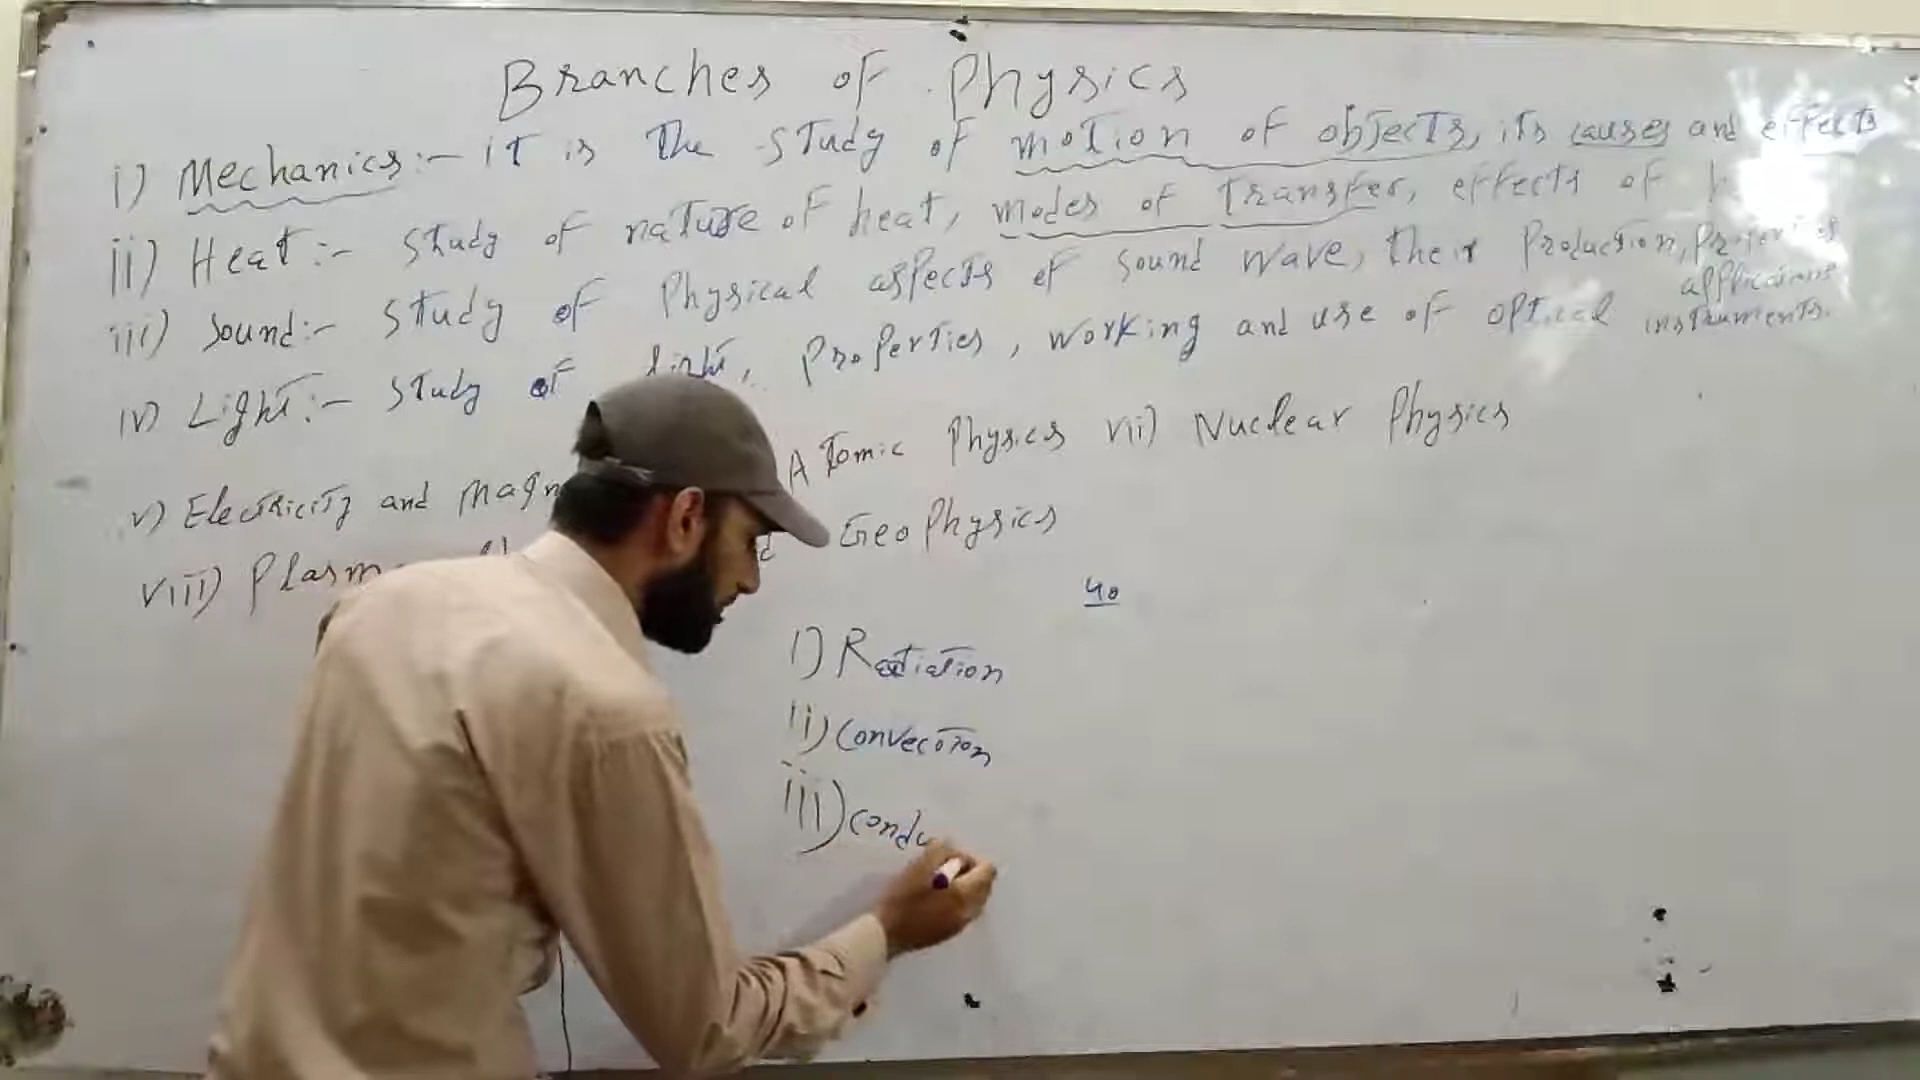 Branches of Physics
i) Mechanics:- it is the study of motion of objects, its causes and effects
ii) Heat:- study of nature of heat, modes of transfer, effects of
iii) Sound:- study of Physical aspects of sound wave, their Production, Properties
applications
iv) Light:- study of light, Properties, working and use of optical instruments.
v) Electricity and Magn Atomic Physics vii) Nuclear Physics
viii) Plasm GeoPhysics
40
i) Radiation
ii) Convection
iii) Condu